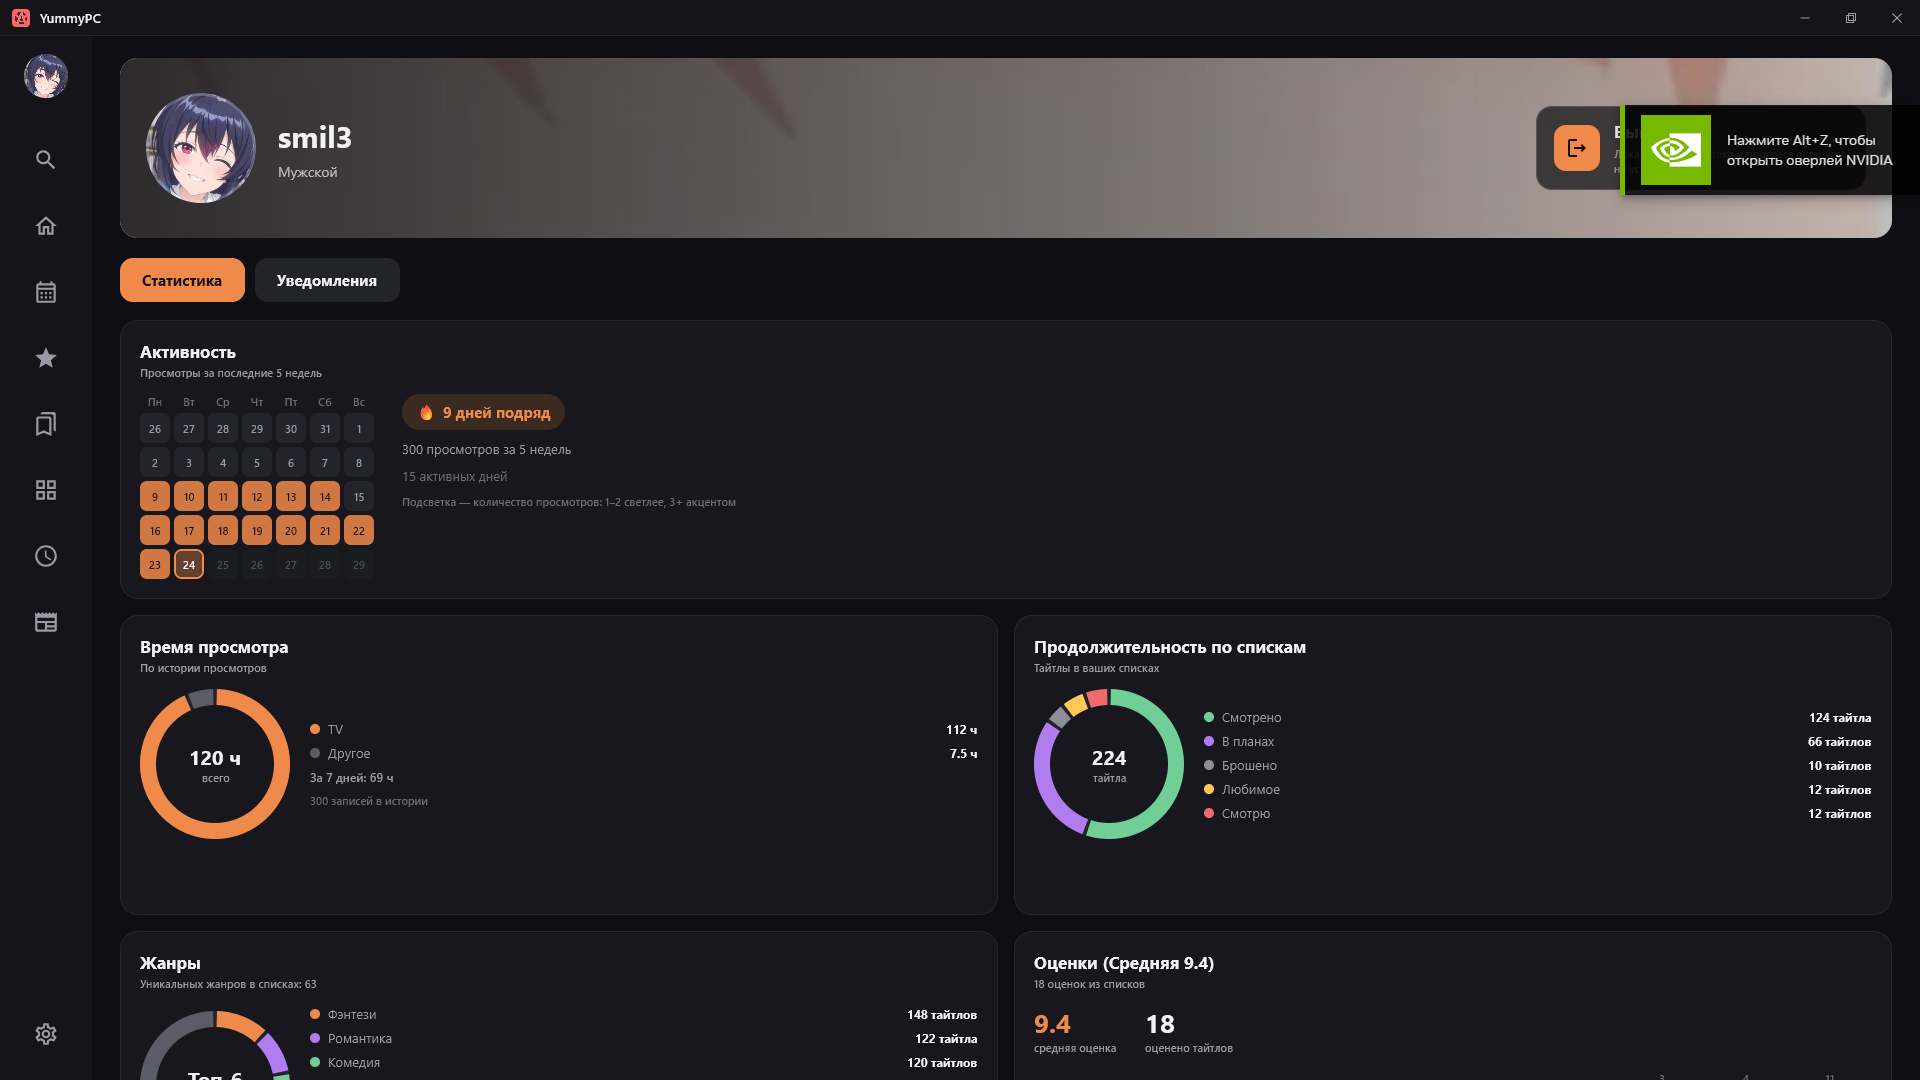 YummyPC
smil3
Мужской
Нажмите Alt+Z, чтобы
открыть оверлей NVIDIA
Статистика
Уведомления
Активность
Просмотры за последние 5 недель
Пн Вт Ср Чт Пт Сб Вс
26 27 28 29 30 31 1
2 3 4 5 6 7 8
9 10 11 12 13 14 15
16 17 18 19 20 21 22
23 24 25 26 27 28 29
9 дней подряд
300 просмотров за 5 недель
15 активных дней
Подсветка — количество просмотров: 1–2 светлее, 3+ акцентом
Время просмотра
По истории просмотров
120 ч
всего
TV 112 ч
Другое 7.5 ч
За 7 дней: 69 ч
300 записей в истории
Продолжительность по спискам
Тайтлы в ваших списках
224
тайтла
Смотрено 124 тайтла
В планах 66 тайтлов
Брошено 10 тайтлов
Любимое 12 тайтлов
Смотрю 12 тайтлов
Жанры
Уникальных жанров в списках: 63
Топ-6
Фэнтези 148 тайтлов
Романтика 122 тайтла
Комедия 120 тайтлов
Оценки (Средняя 9.4)
18 оценок из списков
9.4
средняя оценка
18
оценено тайтлов
3 4 11